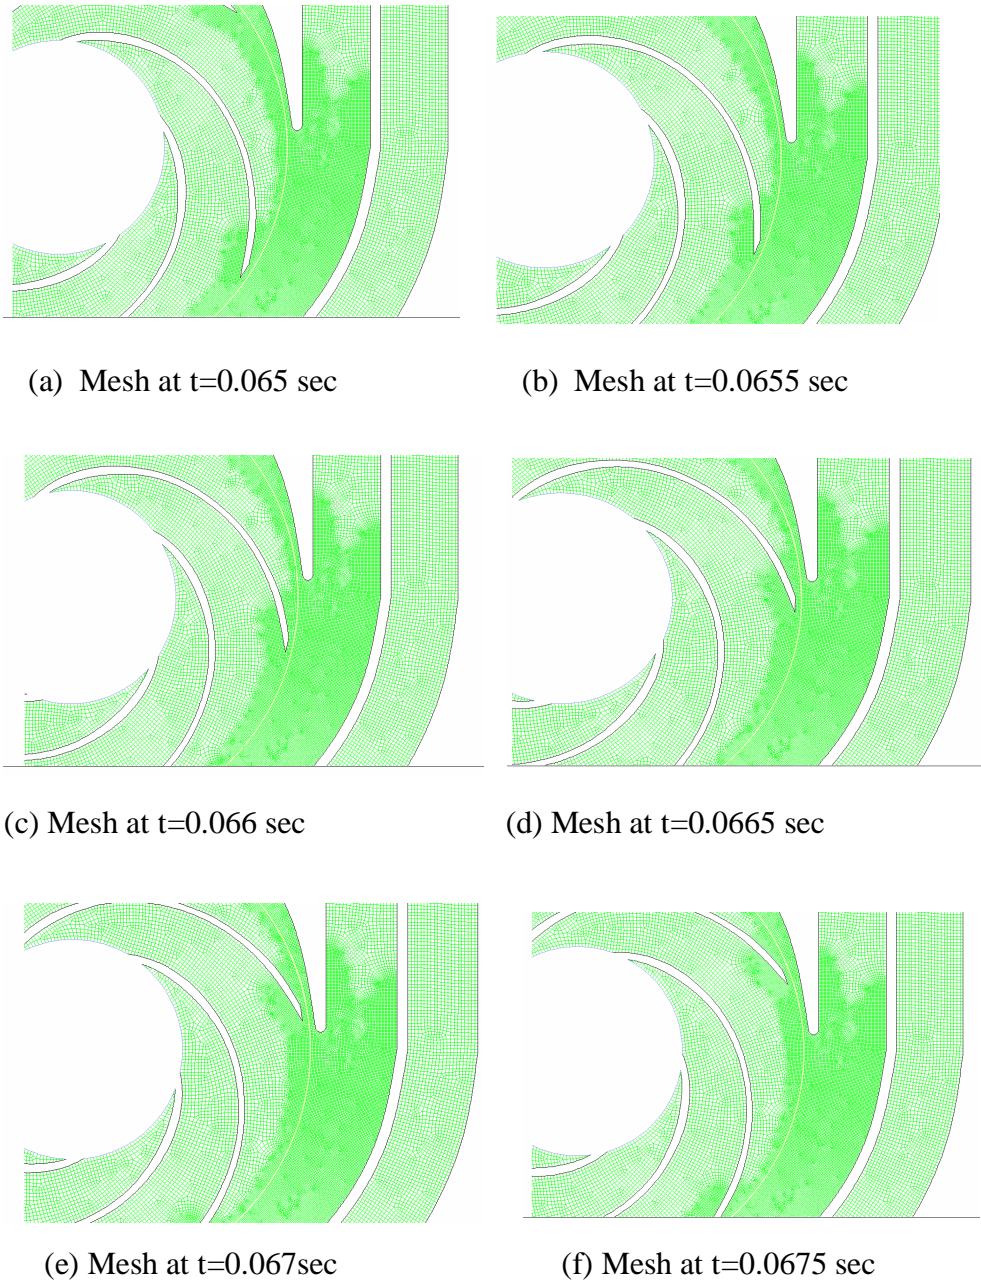 (a) Mesh at t=0.065 sec
(b) Mesh at t=0.0655 sec
(c) Mesh at t=0.066 sec
(d) Mesh at t=0.0665 sec
(e) Mesh at t=0.067sec
(f) Mesh at t=0.0675 sec